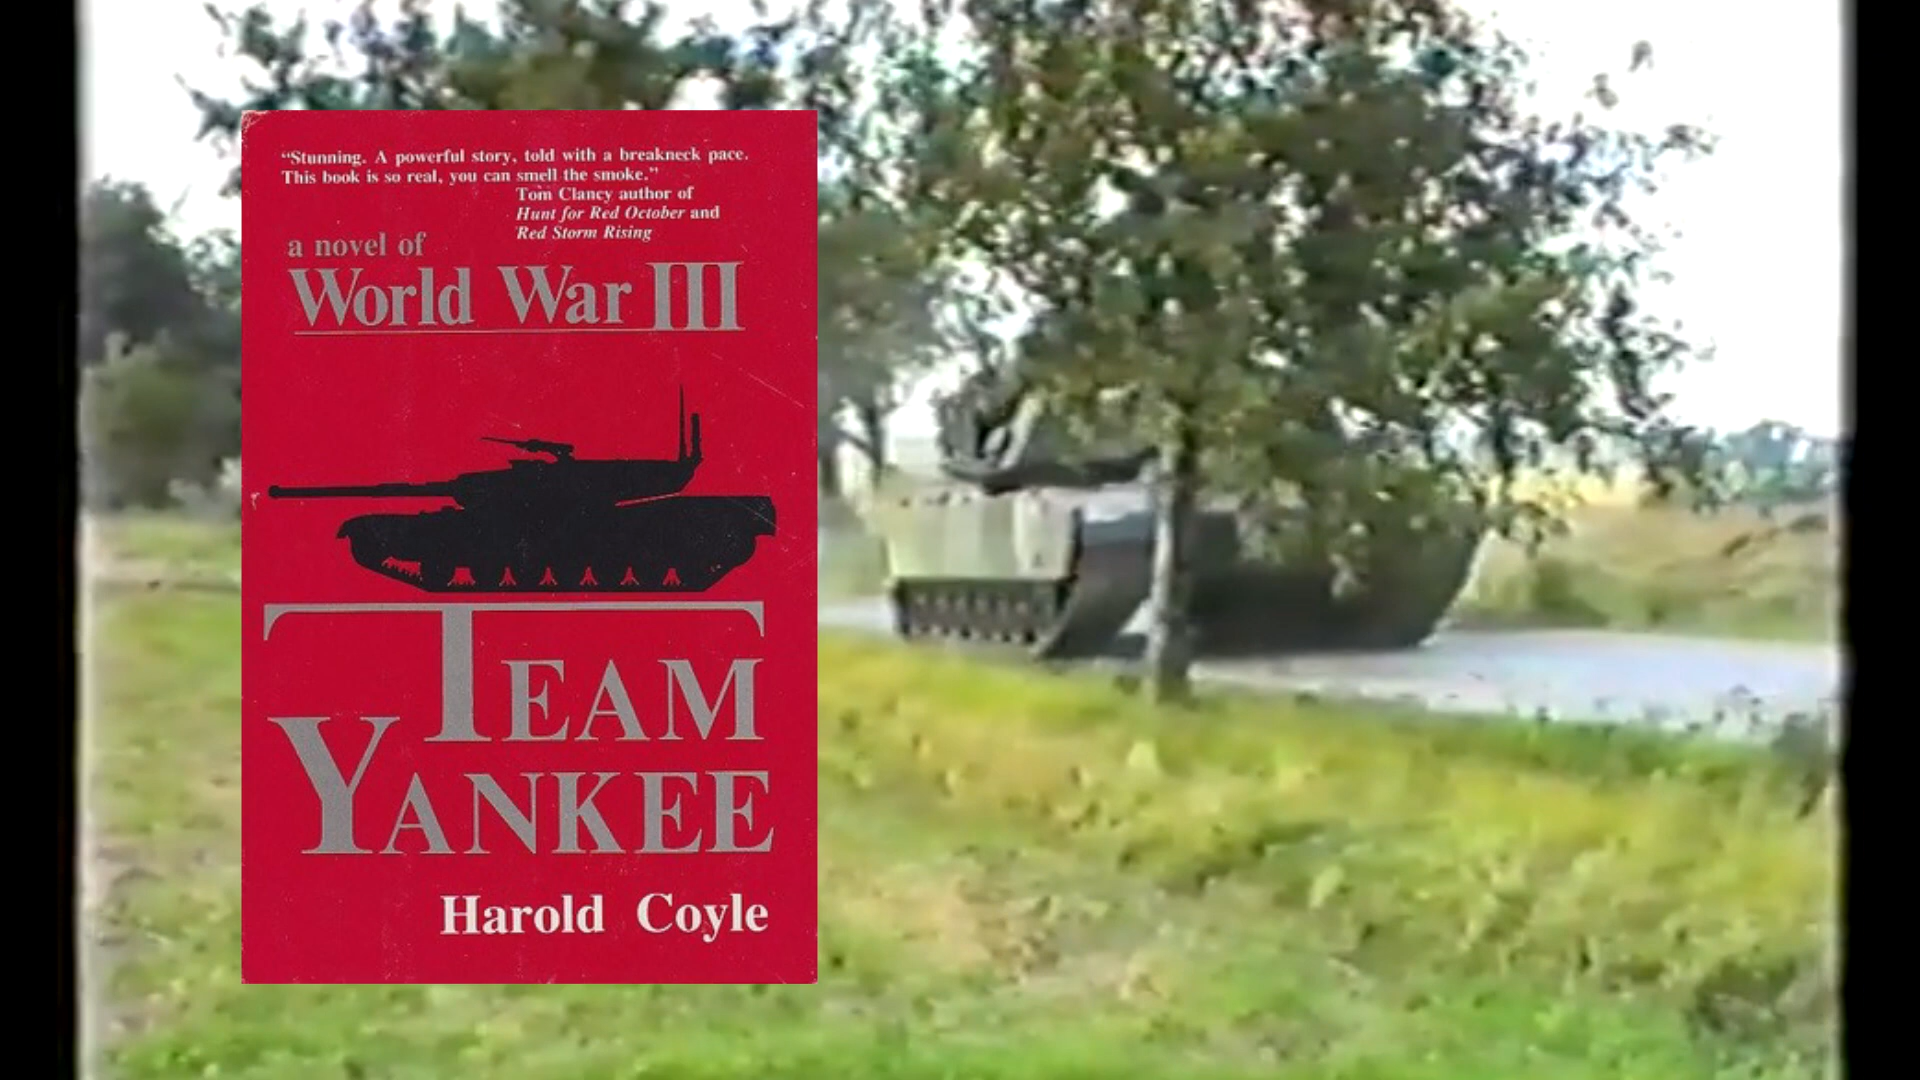 “Stunning. A powerful story, told with a breakneck pace.
This book is so real, you can smell the smoke.”
Tom Clancy author of
Hunt for Red October and
Red Storm Rising
a novel of
World War III
TEAM
YANKEE
Harold Coyle